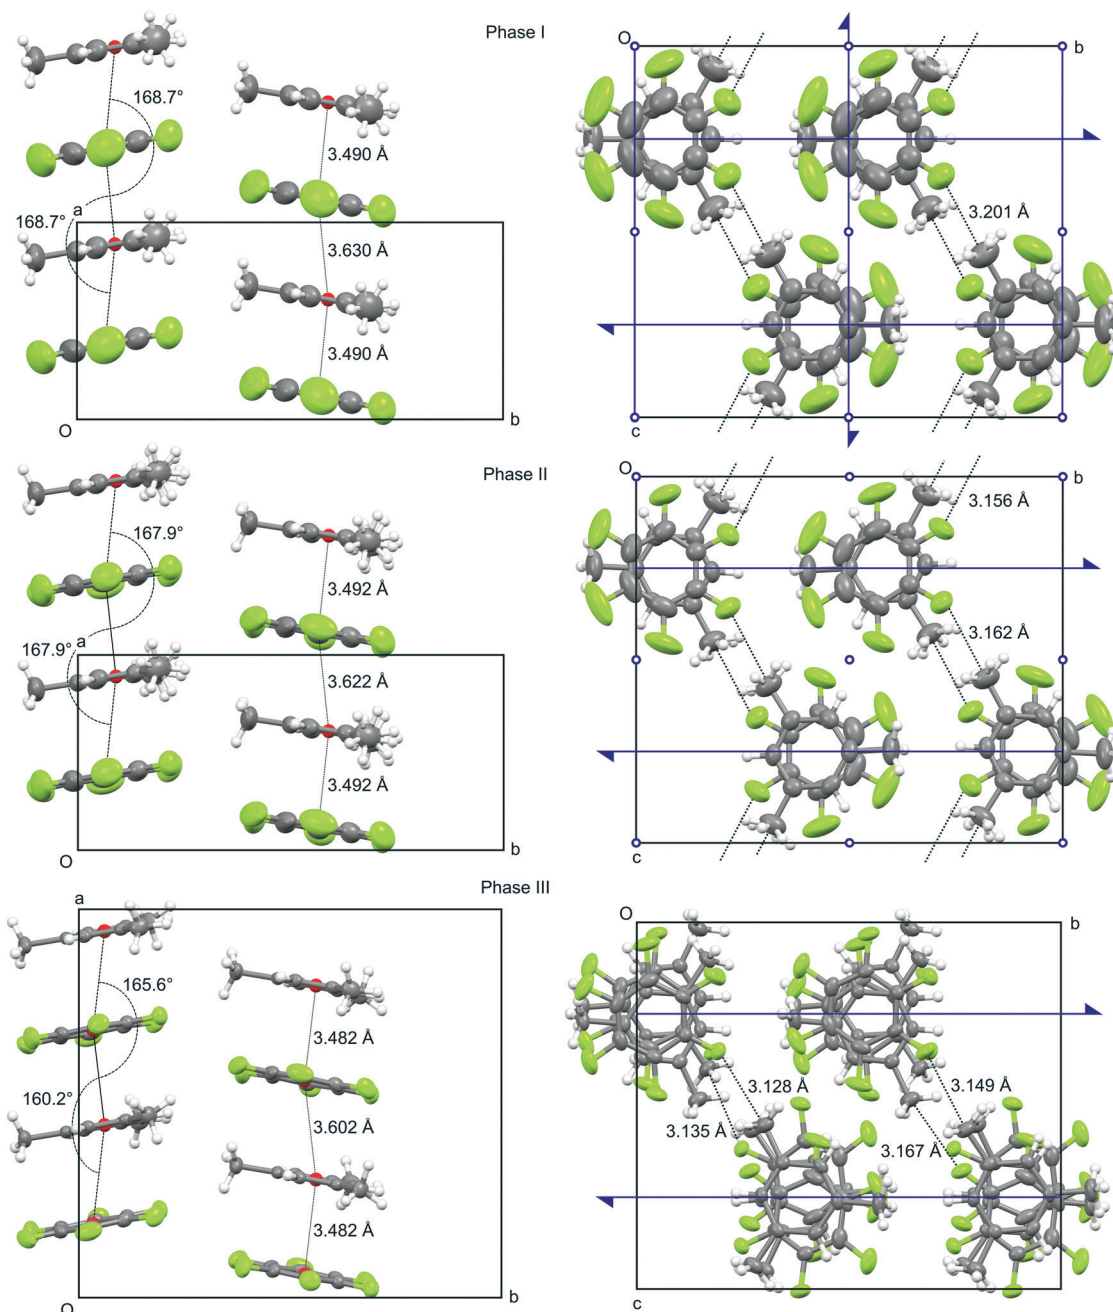 Phase I
168.7°
3.490 Å
a
168.7°
3.630 Å
3.490 Å
O
b
O
b
3.201 Å
c
Phase II
167.9°
3.492 Å
a
167.9°
3.622 Å
3.492 Å
O
b
O
b
3.156 Å
3.162 Å
c
Phase III
a
165.6°
3.482 Å
160.2°
3.602 Å
3.482 Å
O
b
O
b
3.128 Å
3.149 Å
3.135 Å
3.167 Å
c